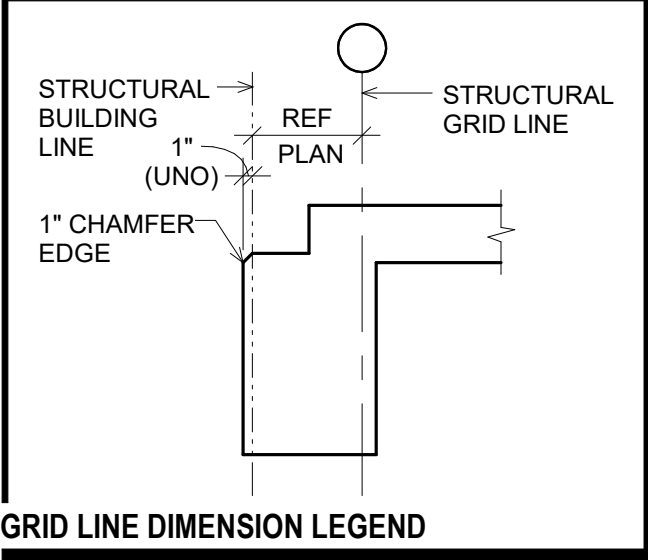 STRUCTURAL
BUILDING
LINE
REF
PLAN
STRUCTURAL
GRID LINE
1"
(UNO)
1" CHAMFER
EDGE
GRID LINE DIMENSION LEGEND